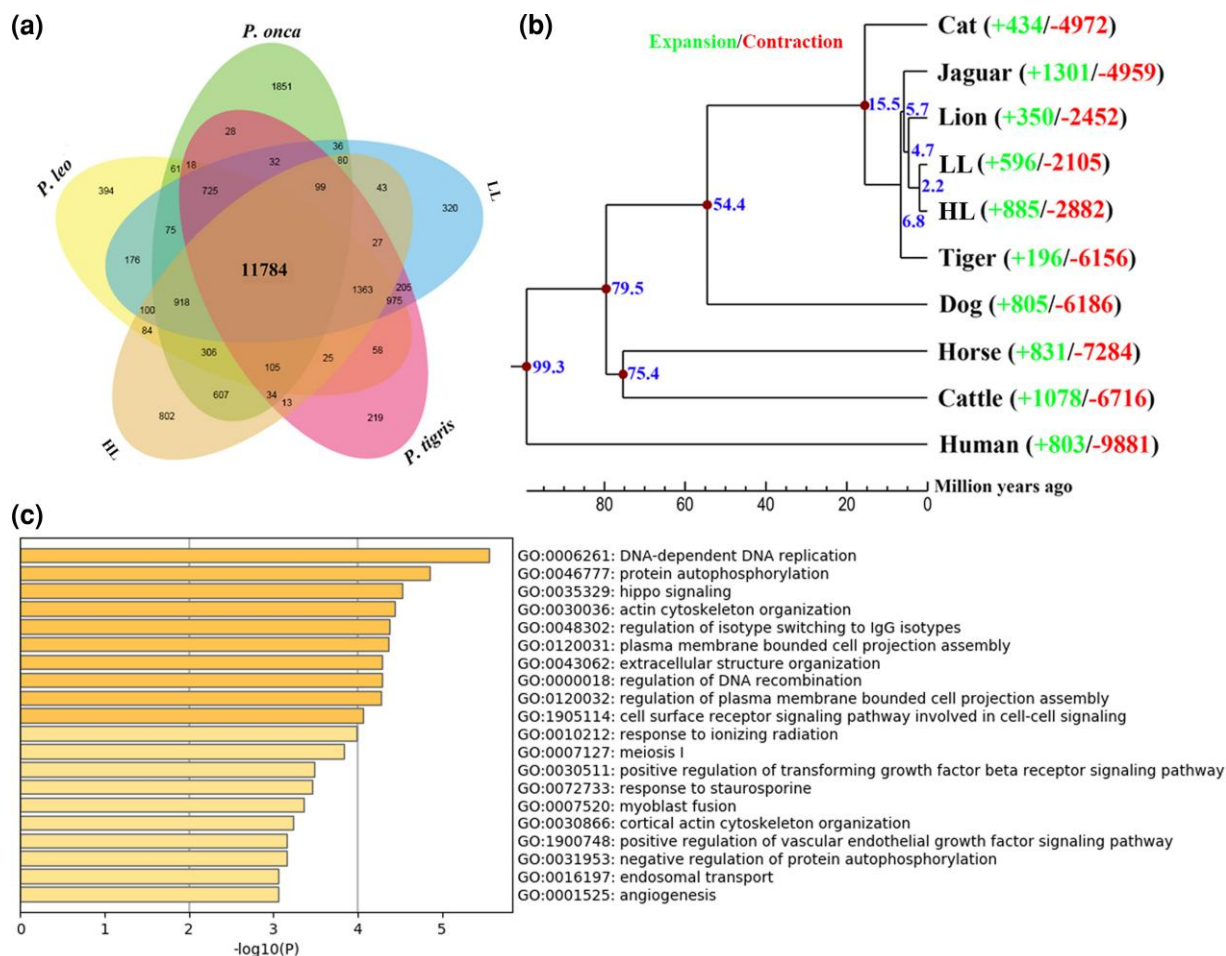 (a)
P. onca
1851
28
36
80
LL
P. leo
61
18
32
43
394
725
99
320
75
27
176
11784
1363
205
975
100
918
84
306
25
58
105
607
34
13
802
219
HL
P. tigris
(b)
Expansion/Contraction
Cat (+434/-4972)
Jaguar (+1301/-4959)
Lion (+350/-2452)
LL (+596/-2105)
HL (+885/-2882)
Tiger (+196/-6156)
Dog (+805/-6186)
Horse (+831/-7284)
Cattle (+1078/-6716)
Human (+803/-9881)
15.5
5.7
4.7
2.2
6.8
54.4
79.5
75.4
99.3
80 60 40 20 0
Million years ago
(c)
GO:0006261: DNA-dependent DNA replication
GO:0046777: protein autophosphorylation
GO:0035329: hippo signaling
GO:0030036: actin cytoskeleton organization
GO:0048302: regulation of isotype switching to IgG isotypes
GO:0120031: plasma membrane bounded cell projection assembly
GO:0043062: extracellular structure organization
GO:0000018: regulation of DNA recombination
GO:0120032: regulation of plasma membrane bounded cell projection assembly
GO:1905114: cell surface receptor signaling pathway involved in cell-cell signaling
GO:0010212: response to ionizing radiation
GO:0007127: meiosis I
GO:0030511: positive regulation of transforming growth factor beta receptor signaling pathway
GO:0072733: response to staurosporine
GO:0007520: myoblast fusion
GO:0030866: cortical actin cytoskeleton organization
GO:1900748: positive regulation of vascular endothelial growth factor signaling pathway
GO:0031953: negative regulation of protein autophosphorylation
GO:0016197: endosomal transport
GO:0001525: angiogenesis
0 1 2 3 4 5
-log10(P)